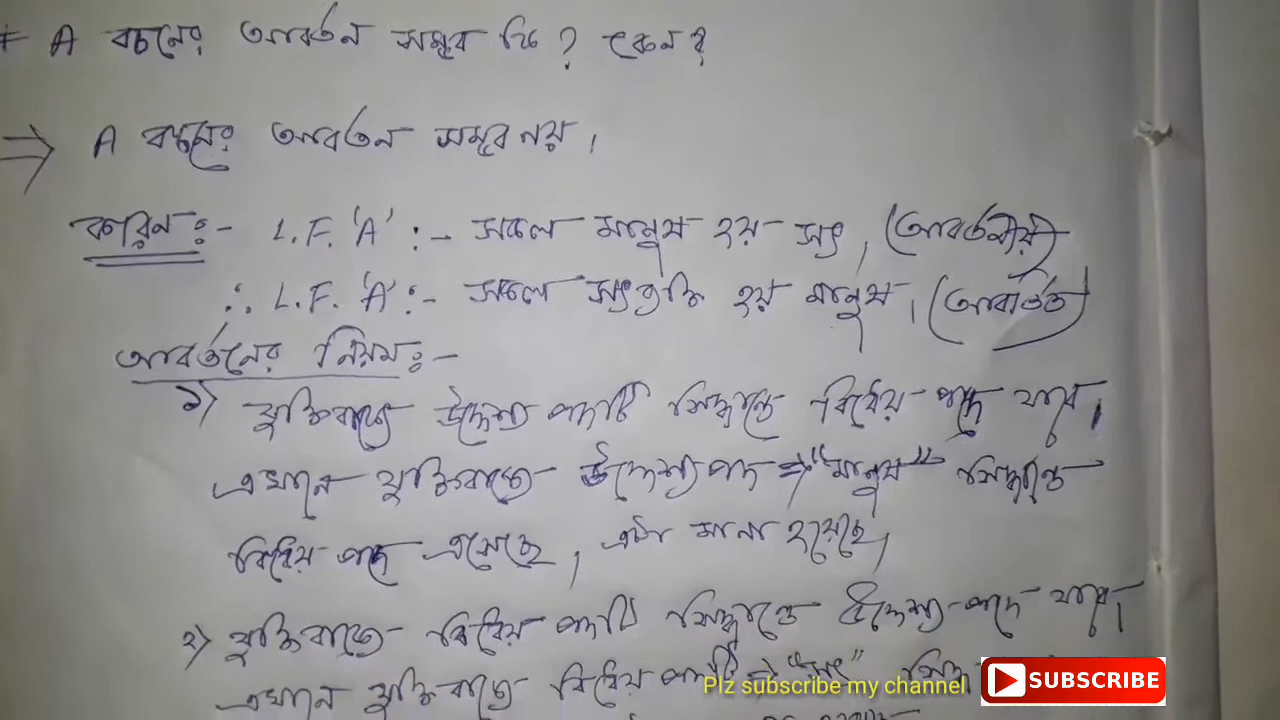 * A বচনের আবর্তন সম্ভব কি? কেন?
⇒ A বচনের আবর্তন সম্ভব নয়।
কারন:- L.F. 'A' :- সকল মানুষ হয় সৎ, (আবর্তনীয়)
∴ L.F. 'A':- সকল সৎব্যক্তি হয় মানুষ। (আবর্তিত)
আবর্তনের নিয়ম:-
১) যুক্তিবাক্যে উদ্দেশ্য পদটি সিদ্ধান্তে বিধেয় পদে যাবে।
এখানে যুক্তিবাক্যে উদ্দেশ্যপদ ⇒ "মানুষ" সিদ্ধান্তে
বিধেয় পদে এসেছে, এটা মানা হয়েছে,
২) যুক্তিবাক্যে বিধেয় পদটি সিদ্ধান্তে উদ্দেশ্য পদে যাবে।
এখানে যুক্তিবাক্যে বিধেয় পদটি ⇒ "সৎ"
Plz subscribe my channel
SUBSCRIBE